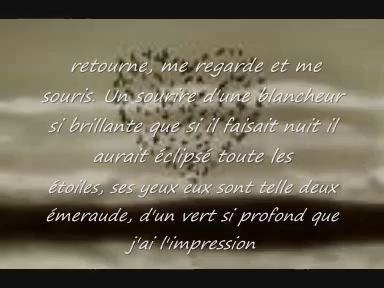 retourne, me regarde et me
souris. Un sourire d'une blancheur
si brillante que si il faisait nuit il
aurait éclipsé toute les
étoiles, ses yeux eux sont telle deux
émeraude, d'un vert si profond que
j'ai l'impression